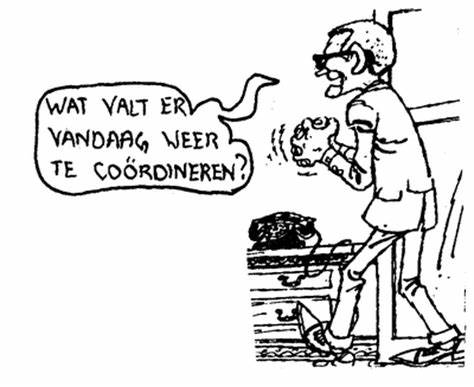 WAT VALT ER
VANDAAG WEER
TE COÖRDINEREN?